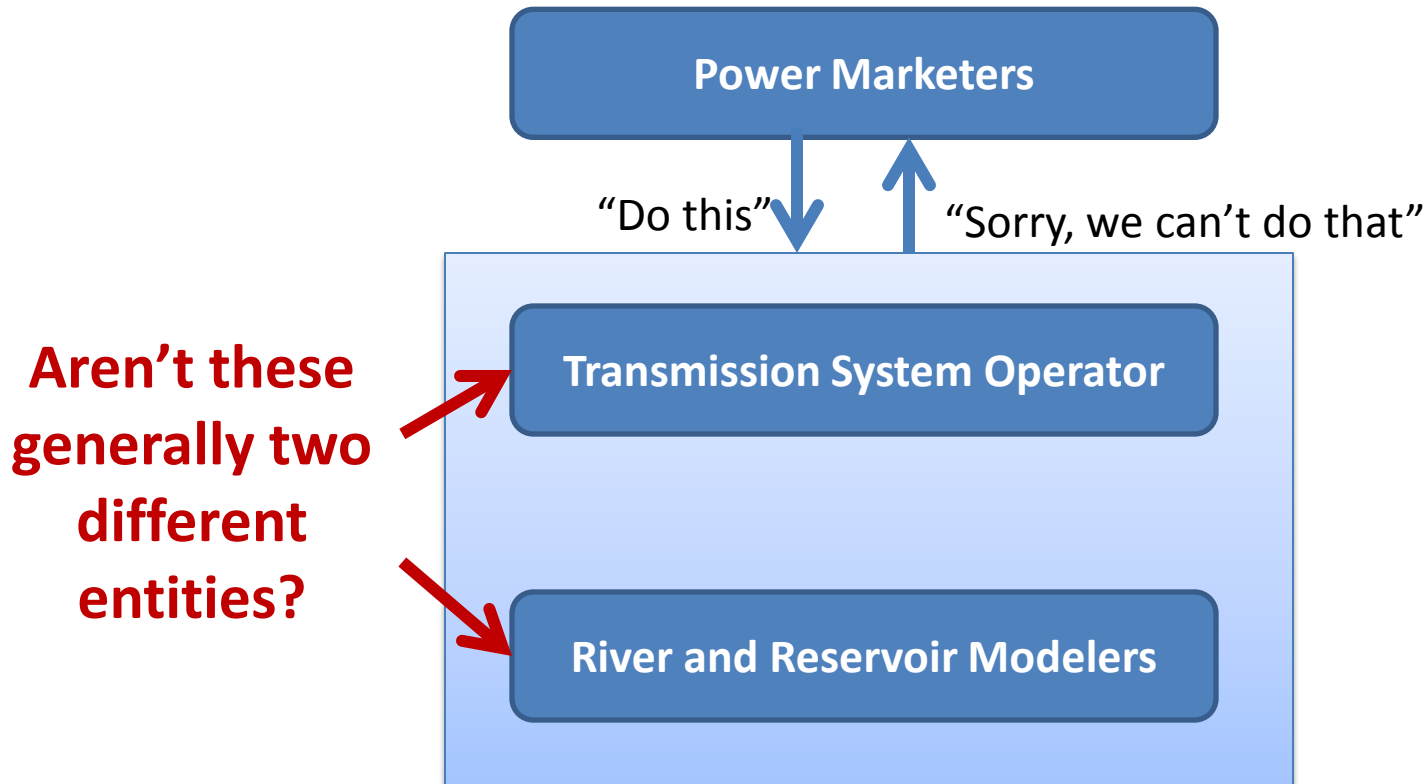 Power Marketers
“Do this”
“Sorry, we can’t do that”
Transmission System Operator
Aren’t these
generally two
different
entities?
River and Reservoir Modelers